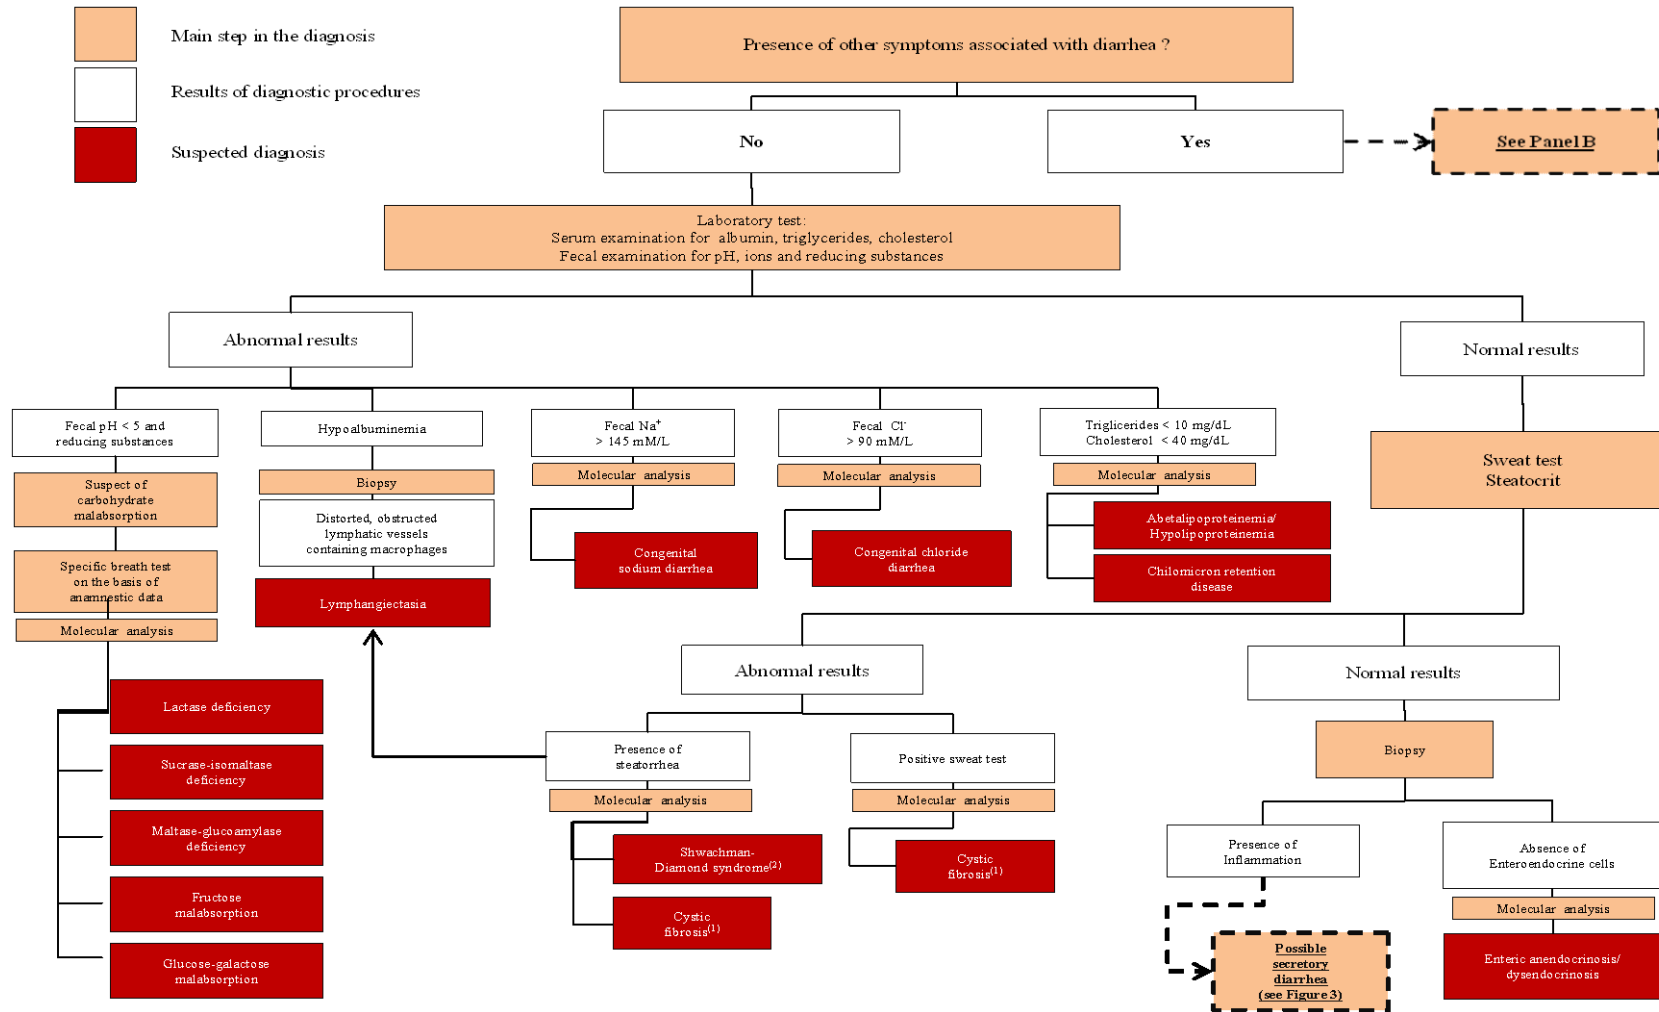 Main step in the diagnosis
Results of diagnostic procedures
Suspected diagnosis
Presence of other symptoms associated with diarrhea ?
No
Yes
See Panel B
Laboratory test:
Serum examination for albumin, triglycerides, cholesterol
Fecal examination for pH, ions and reducing substances
Abnormal results
Normal results
Fecal pH < 5 and
reducing substances
Hypoalbuminemia
Fecal Na⁺
> 145 mM/L
Fecal Cl⁻
> 90 mM/L
Triglicerides < 10 mg/dL
Cholesterol < 40 mg/dL
Sweat test
Steatocrit
Suspect of
carbohydrate
malabsorption
Biopsy
Molecular analysis
Molecular analysis
Molecular analysis
Distorted, obstructed
lymphatic vessels
containing macrophages
Congenital
sodium diarrhea
Congenital chloride
diarrhea
Abetalipoproteinemia/
Hypolipoproteinemia
Chilomicron retention
disease
Specific breath test
on the basis of
anamnestic data
Lymphangiectasia
Molecular analysis
Abnormal results
Normal results
Lactase deficiency
Sucrase-isomaltase
deficiency
Maltase-glucoamylase
deficiency
Fructose
malabsorption
Glucose-galactose
malabsorption
Presence of
steatorrhea
Positive sweat test
Biopsy
Molecular analysis
Molecular analysis
Shwachman-
Diamond syndrome(2)
Cystic
fibrosis(1)
Cystic
fibrosis(1)
Presence of
Inflammation
Absence of
Enteroendocrine cells
Molecular analysis
Possible
secretory
diarrhea
(see Figure 3)
Enteric anendocrinosis/
dysendocrinosis